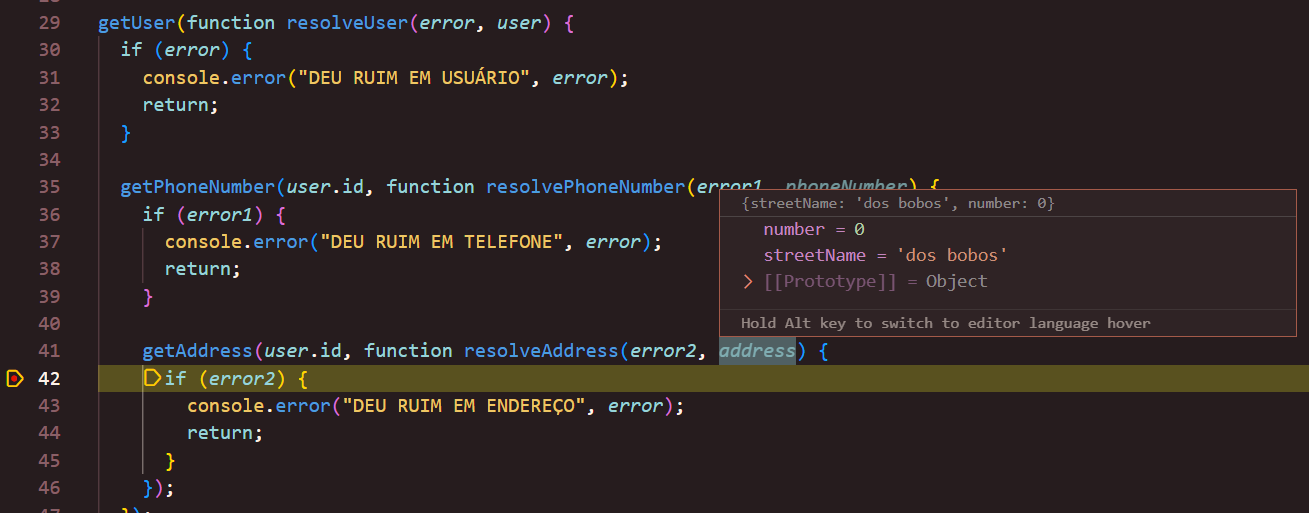 29 getUser(function resolveUser(error, user) {
30 if (error) {
31 console.error("DEU RUIM EM USUÁRIO", error);
32 return;
33 }
34
35 getPhoneNumber(user.id, function resolvePhoneNumber(error1, phoneNumber) {
36 if (error1) {
37 console.error("DEU RUIM EM TELEFONE", error);
38 return;
39 }
40
41 getAddress(user.id, function resolveAddress(error2, address) {
42 if (error2) {
43 console.error("DEU RUIM EM ENDEREÇO", error);
44 return;
45 }
46 });
{streetName: 'dos bobos', number: 0}
number = 0
streetName = 'dos bobos'
> [[Prototype]] = Object
Hold Alt key to switch to editor language hover